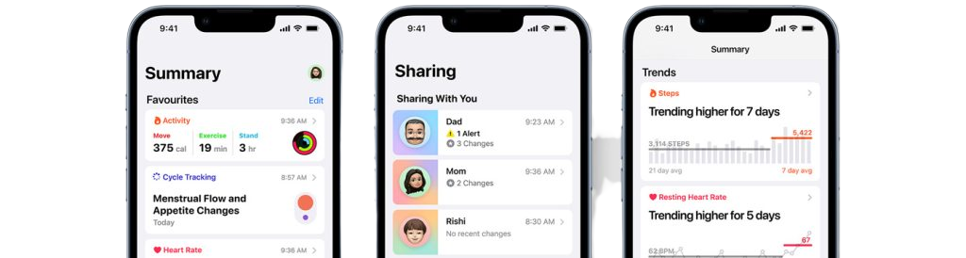 9:41
Summary
Favourites Edit
Activity 9:36 AM
Move Exercise Stand
375 cal 19 min 3 hr
Cycle Tracking 8:57 AM
Menstrual Flow and
Appetite Changes
Today
Heart Rate 9:36 AM
9:41
Sharing
Sharing With You
Dad 9:23 AM
1 Alert
3 Changes
Mom 9:36 AM
2 Changes
Rishi 8:30 AM
No recent changes
9:41
Summary
Trends
Steps
Trending higher for 7 days
5,422
3,114 STEPS
21 day avg 7 day avg
Resting Heart Rate
Trending higher for 5 days
67
62 BPM